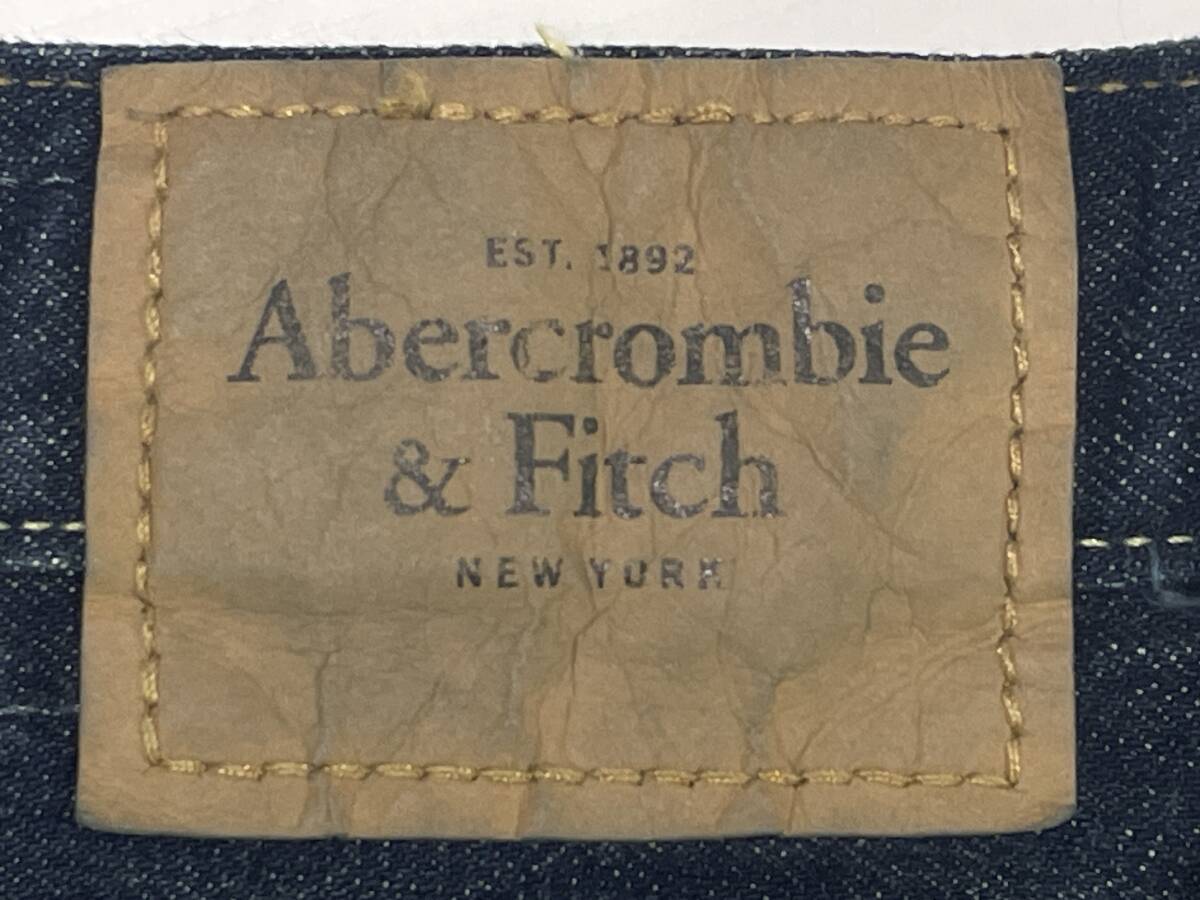 EST. 1892
Abercrombie
& Fitch
NEW YORK